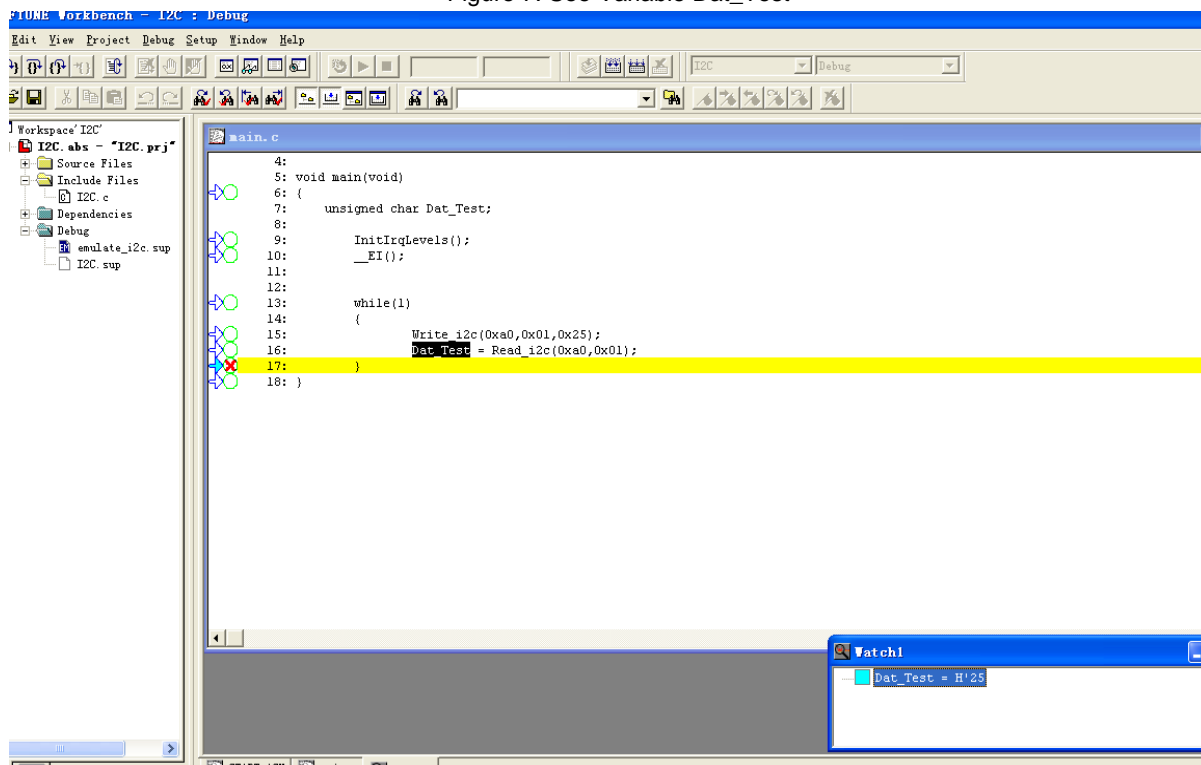 Figure 7. See Variable Dat_Test
FTUNE Workbench - I2C : Debug
Edit View Project Debug Setup Window Help
I2C Debug
Workspace'I2C'
I2C.abs - "I2C.prj"
Source Files
Include Files
I2C.c
Dependencies
Debug
emulate_i2c.sup
I2C.sup
main.c
4:
5: void main(void)
6: {
7: unsigned char Dat_Test;
8:
9: InitIrqLevels();
10: __EI();
11:
12:
13: while(1)
14: {
15: Write_i2c(0xa0,0x01,0x25);
16: Dat_Test = Read_i2c(0xa0,0x01);
17: }
18: }
Watch1
Dat_Test = H'25